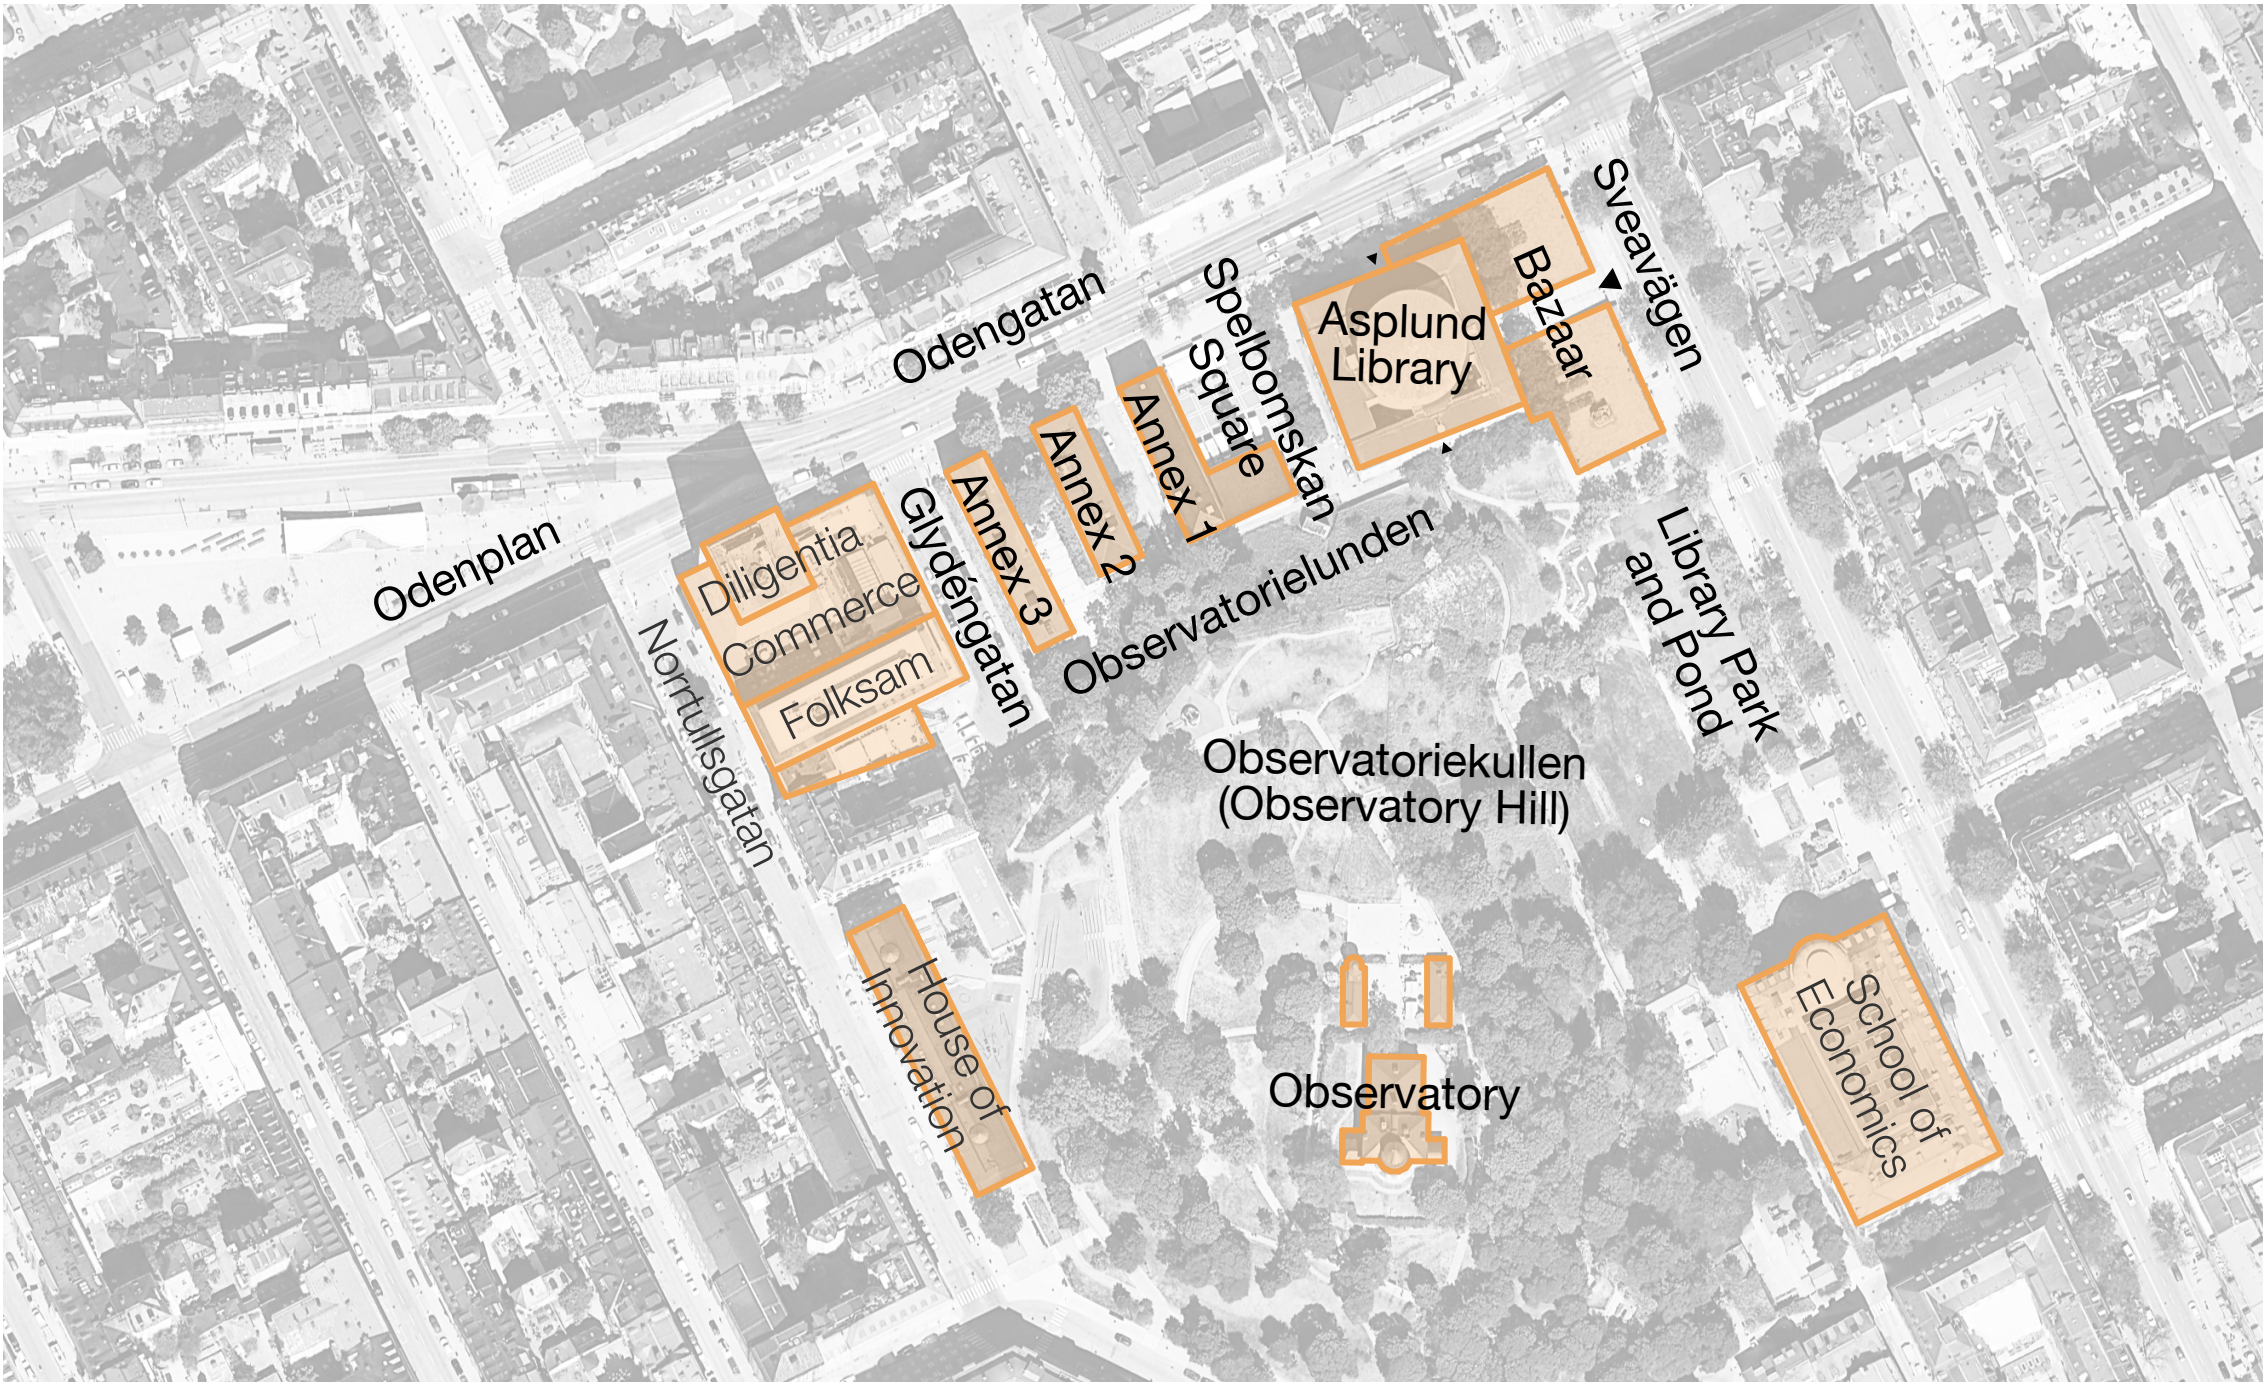 Sveavägen
Bazaar
Asplund
Library
Spelbomskan
Square
Odengatan
Annex 1
Annex 2
Annex 3
Glydéngatan
Odenplan
Diligentia
Commerce
Folksam
Norrtullsgatan
Observatorielunden
Library Park
and Pond
Observatoriekullen
(Observatory Hill)
House of
Innovation
Observatory
School of
Economics